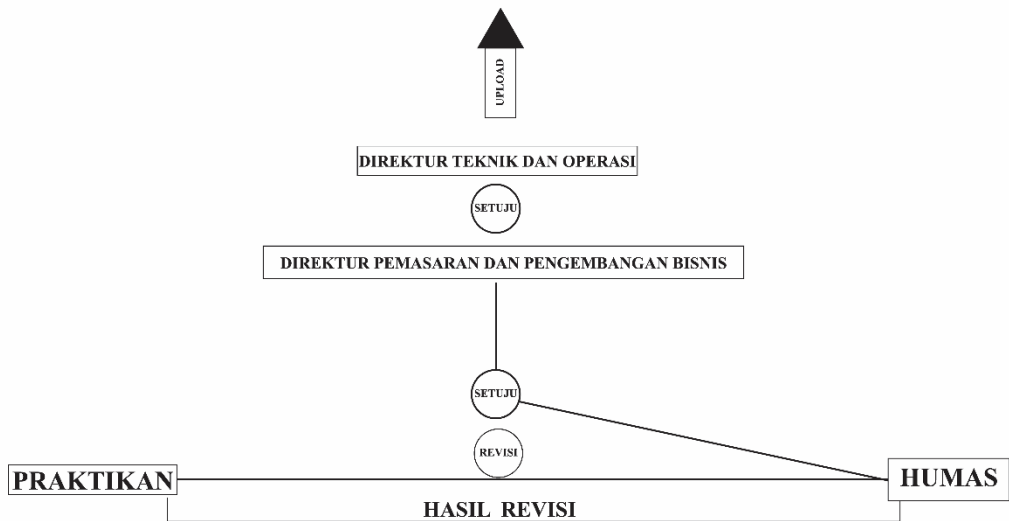 UPLOAD
DIREKTUR TEKNIK DAN OPERASI
SETUJU
DIREKTUR PEMASARAN DAN PENGEMBANGAN BISNIS
SETUJU
REVISI
PRAKTIKAN
HUMAS
HASIL REVISI